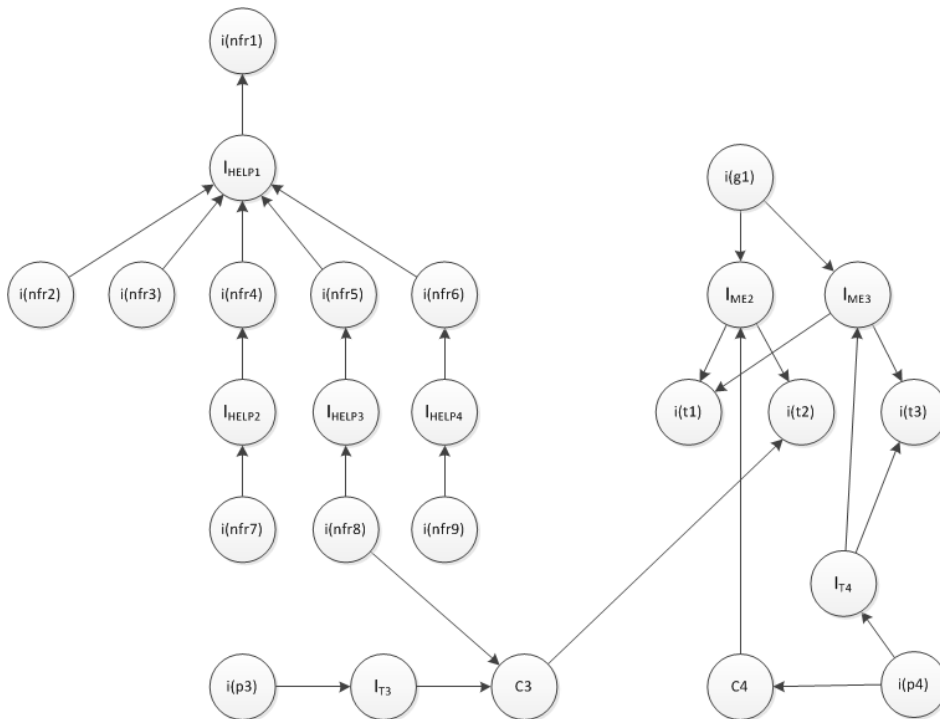 i(nfr1)
I_HELP1
i(g1)
i(nfr2)
i(nfr3)
i(nfr4)
i(nfr5)
i(nfr6)
I_ME2
I_ME3
I_HELP2
I_HELP3
I_HELP4
i(t1)
i(t2)
i(t3)
i(nfr7)
i(nfr8)
i(nfr9)
I_T4
i(p3)
I_T3
C3
C4
i(p4)